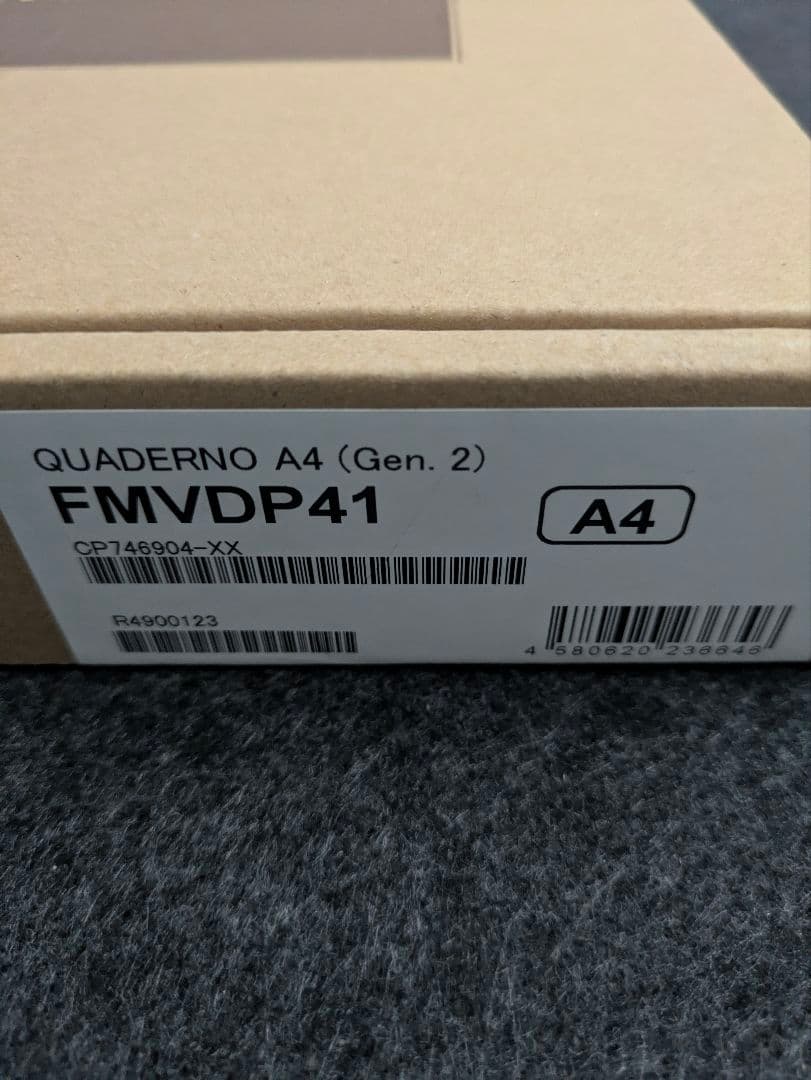 QUADERNO A4 (Gen. 2)
FMVDP41
A4
CP746904-XX
R4900123
4 580620 236646